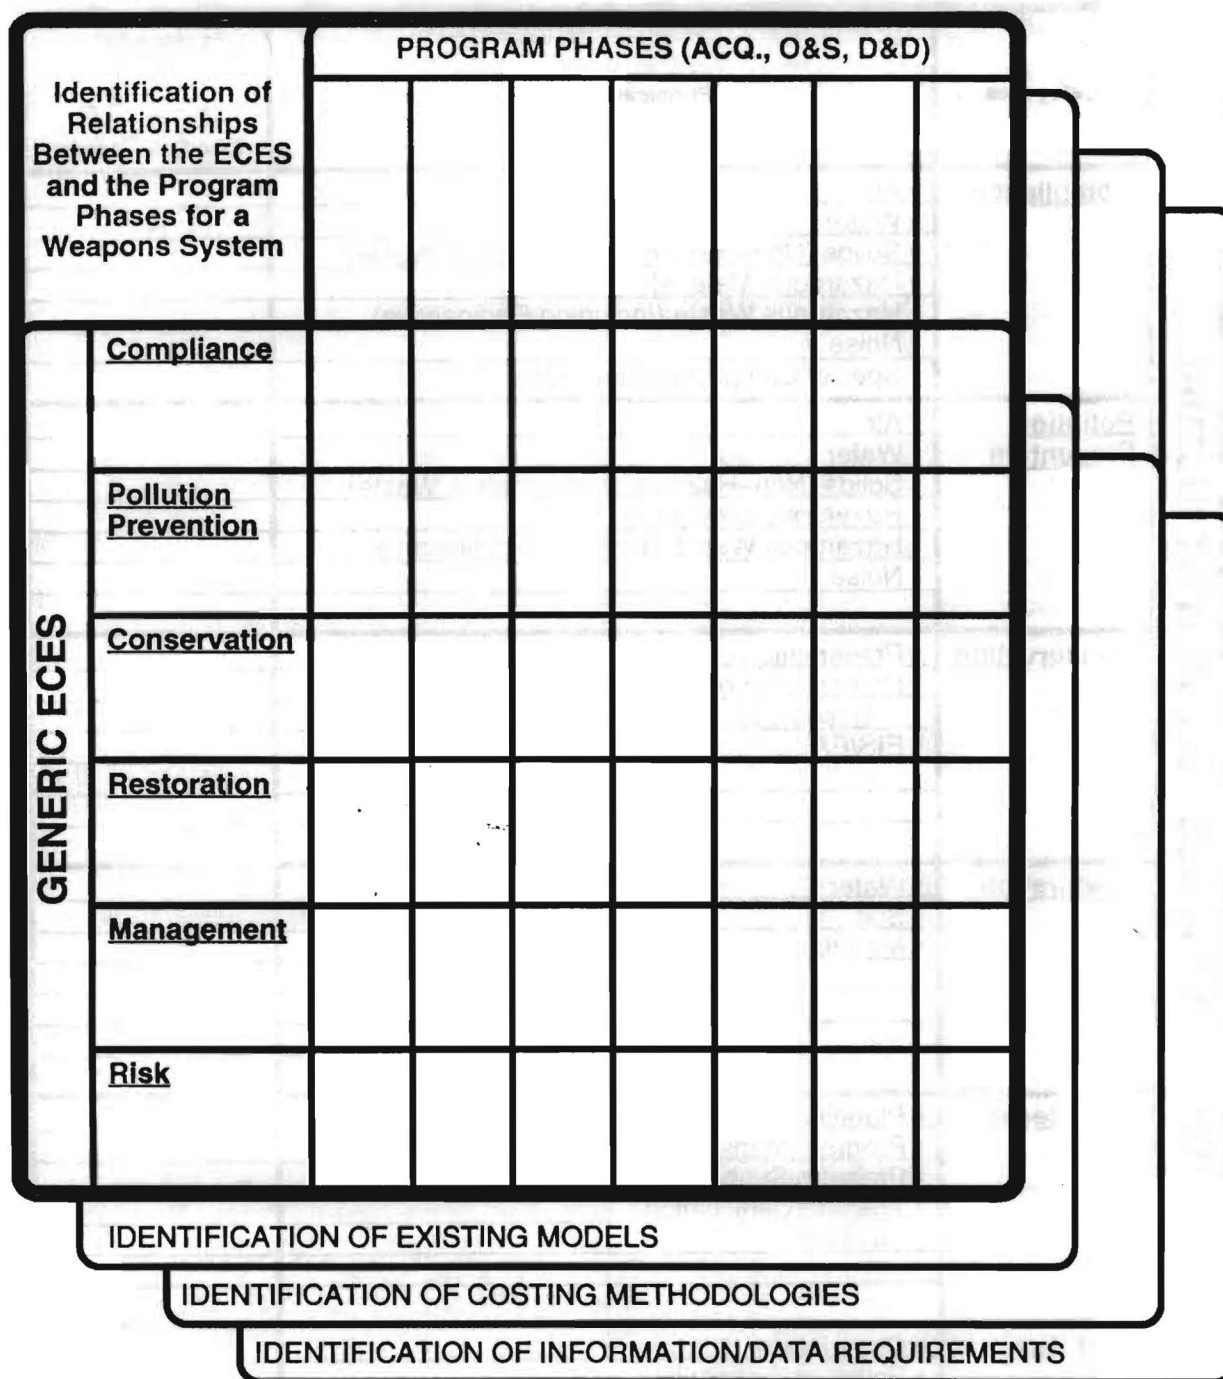 PROGRAM PHASES (ACQ., O&S, D&D)
Identification of
Relationships
Between the ECES
and the Program
Phases for a
Weapons System
GENERIC ECES
Compliance
Pollution
Prevention
Conservation
Restoration
Management
Risk
IDENTIFICATION OF EXISTING MODELS
IDENTIFICATION OF COSTING METHODOLOGIES
IDENTIFICATION OF INFORMATION/DATA REQUIREMENTS